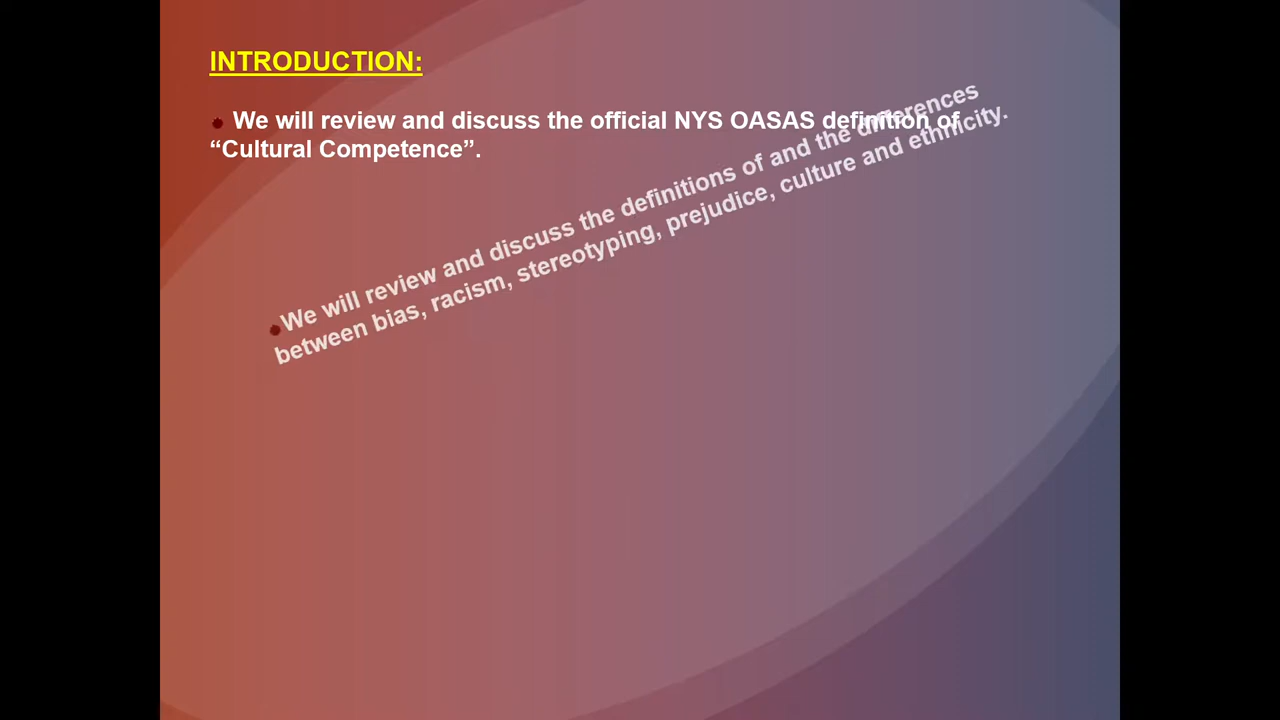 INTRODUCTION:
We will review and discuss the official NYS OASAS definition of
“Cultural Competence”.
We will review and discuss the definitions of and the differences
between bias, racism, stereotyping, prejudice, culture and ethnicity.